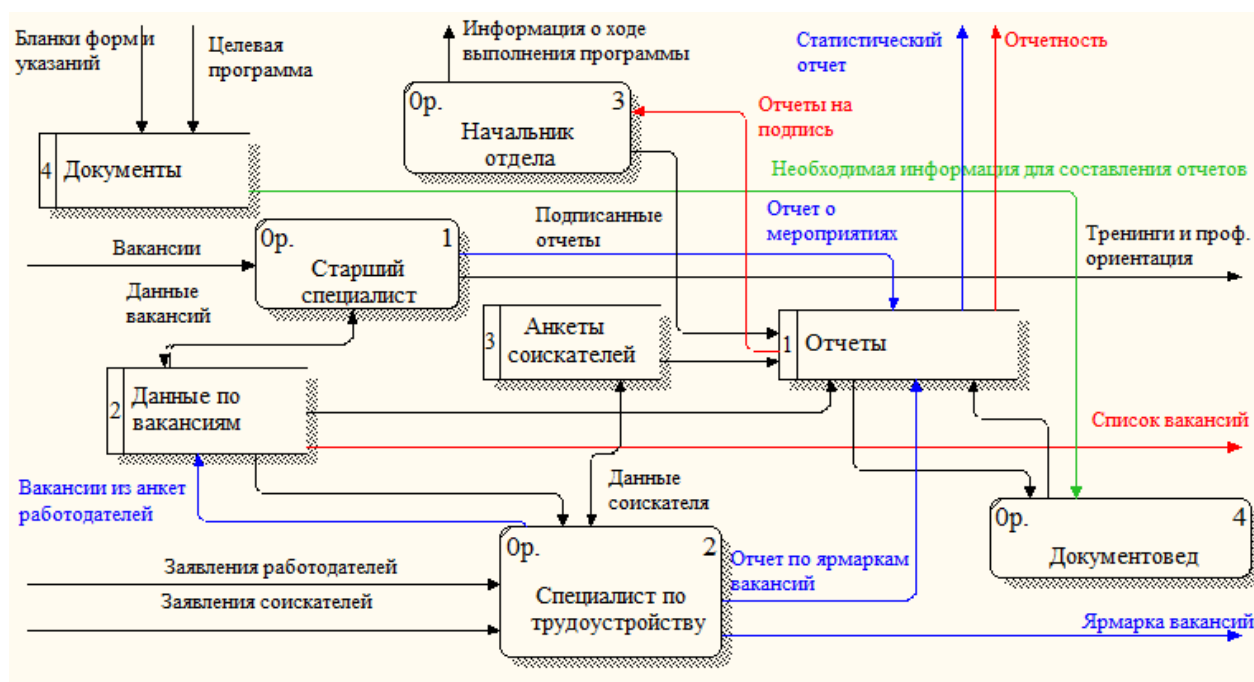 Бланки форм и
указаний
Целевая
программа
Информация о ходе
выполнения программы
Статистический
отчет
Отчетность
0р. 3
Начальник
отдела
Отчеты на
подпись
4 Документы
Необходимая информация для составления отчетов
Вакансии
0р. 1
Старший
специалист
Подписанные
отчеты
Отчет о
мероприятиях
Тренинги и проф.
ориентация
Данные
вакансий
3 Анкеты
соискателей
1 Отчеты
2 Данные по
вакансиям
Список вакансий
Вакансии из анкет
работодателей
Данные
соискателя
0р. 4
Документовед
Заявления работодателей
Заявления соискателей
0р. 2
Специалист по
трудоустройству
Отчет по ярмаркам
вакансий
Ярмарка вакансий